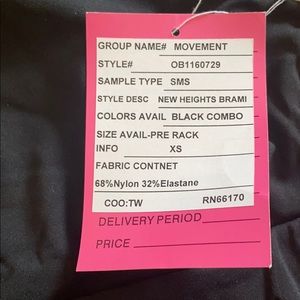 GROUP NAME# MOVEMENT
STYLE# OB1160729
SAMPLE TYPE SMS
STYLE DESC NEW HEIGHTS BRAMI
COLORS AVAIL BLACK COMBO
SIZE AVAIL-PRE RACK
INFO XS
FABRIC CONTNET
68%Nylon 32%Elastane
COO:TW RN66170
DELIVERY PERIOD
PRICE